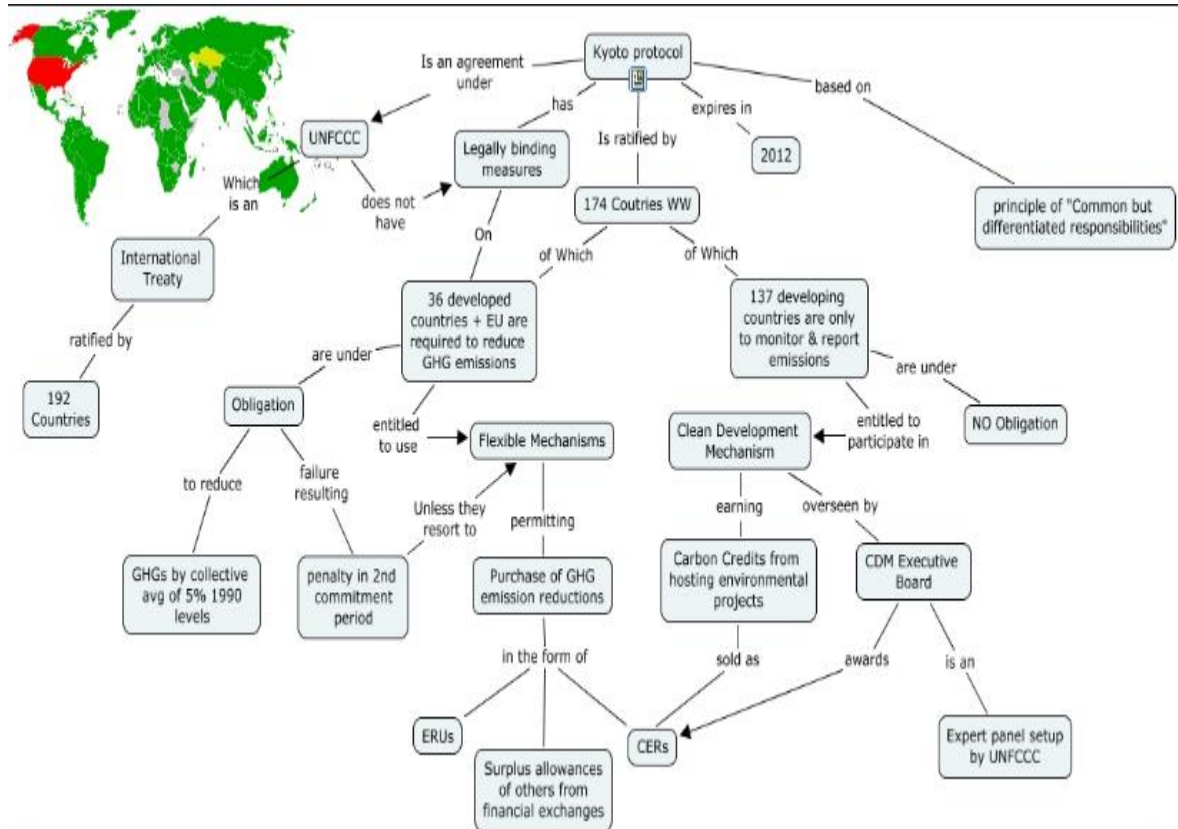 Kyoto protocol
Is an agreement
under
has
Is ratified by
expires in
based on
UNFCCC
Legally binding
measures
2012
Which
is an
does not
have
174 Coutries WW
principle of "Common but
differentiated responsibilities"
International
Treaty
On
of Which
of Which
36 developed
countries + EU are
required to reduce
GHG emissions
137 developing
countries are only
to monitor & report
emissions
ratified by
are under
are under
192
Countries
Obligation
entitled
to use
Flexible Mechanisms
Clean Development
Mechanism
entitled to
participate in
NO Obligation
to reduce
failure
resulting
Unless they
resort to
permitting
earning
overseen by
GHGs by collective
avg of 5% 1990
levels
penalty in 2nd
commitment
period
Purchase of GHG
emission reductions
Carbon Credits from
hosting environmental
projects
CDM Executive
Board
in the form of
sold as
awards
is an
ERUs
Surplus allowances
of others from
financial exchanges
CERs
Expert panel setup
by UNFCCC